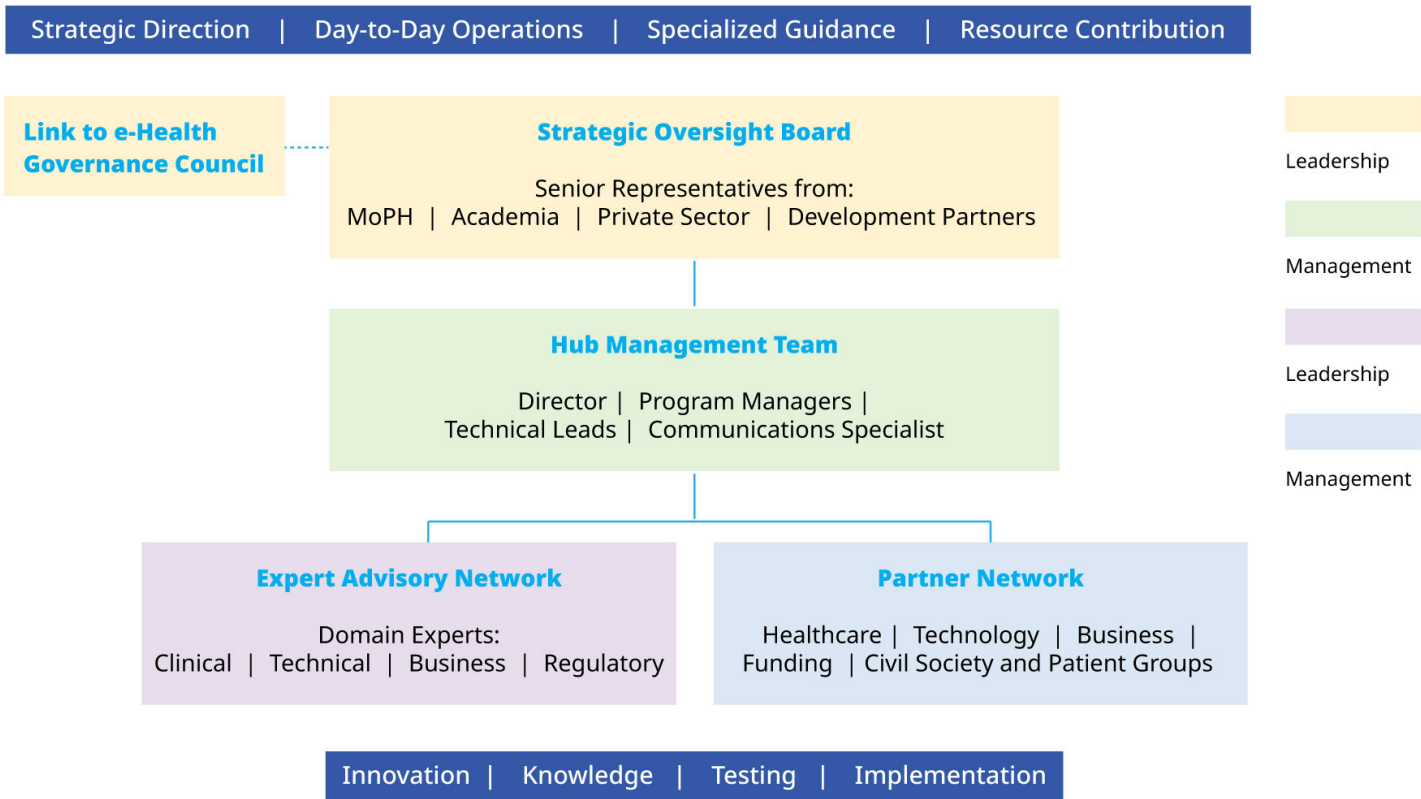 Strategic Direction | Day-to-Day Operations | Specialized Guidance | Resource Contribution
Link to e-Health
Governance Council
Strategic Oversight Board
Senior Representatives from:
MoPH | Academia | Private Sector | Development Partners
Hub Management Team
Director | Program Managers |
Technical Leads | Communications Specialist
Expert Advisory Network
Domain Experts:
Clinical | Technical | Business | Regulatory
Partner Network
Healthcare | Technology | Business |
Funding | Civil Society and Patient Groups
Innovation | Knowledge | Testing | Implementation
Leadership
Management
Leadership
Management